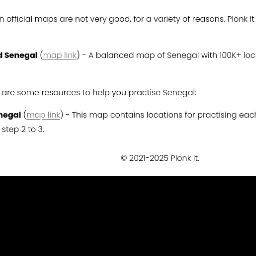 n official maps are not very good, for a variety of reasons. Plonk It
d Senegal (map link) - A balanced map of Senegal with 100K+ loc
are some resources to help you practise Senegal:
negal (map link) - This map contains locations for practising eac
step 2 to 3.
© 2021-2025 Plonk It.